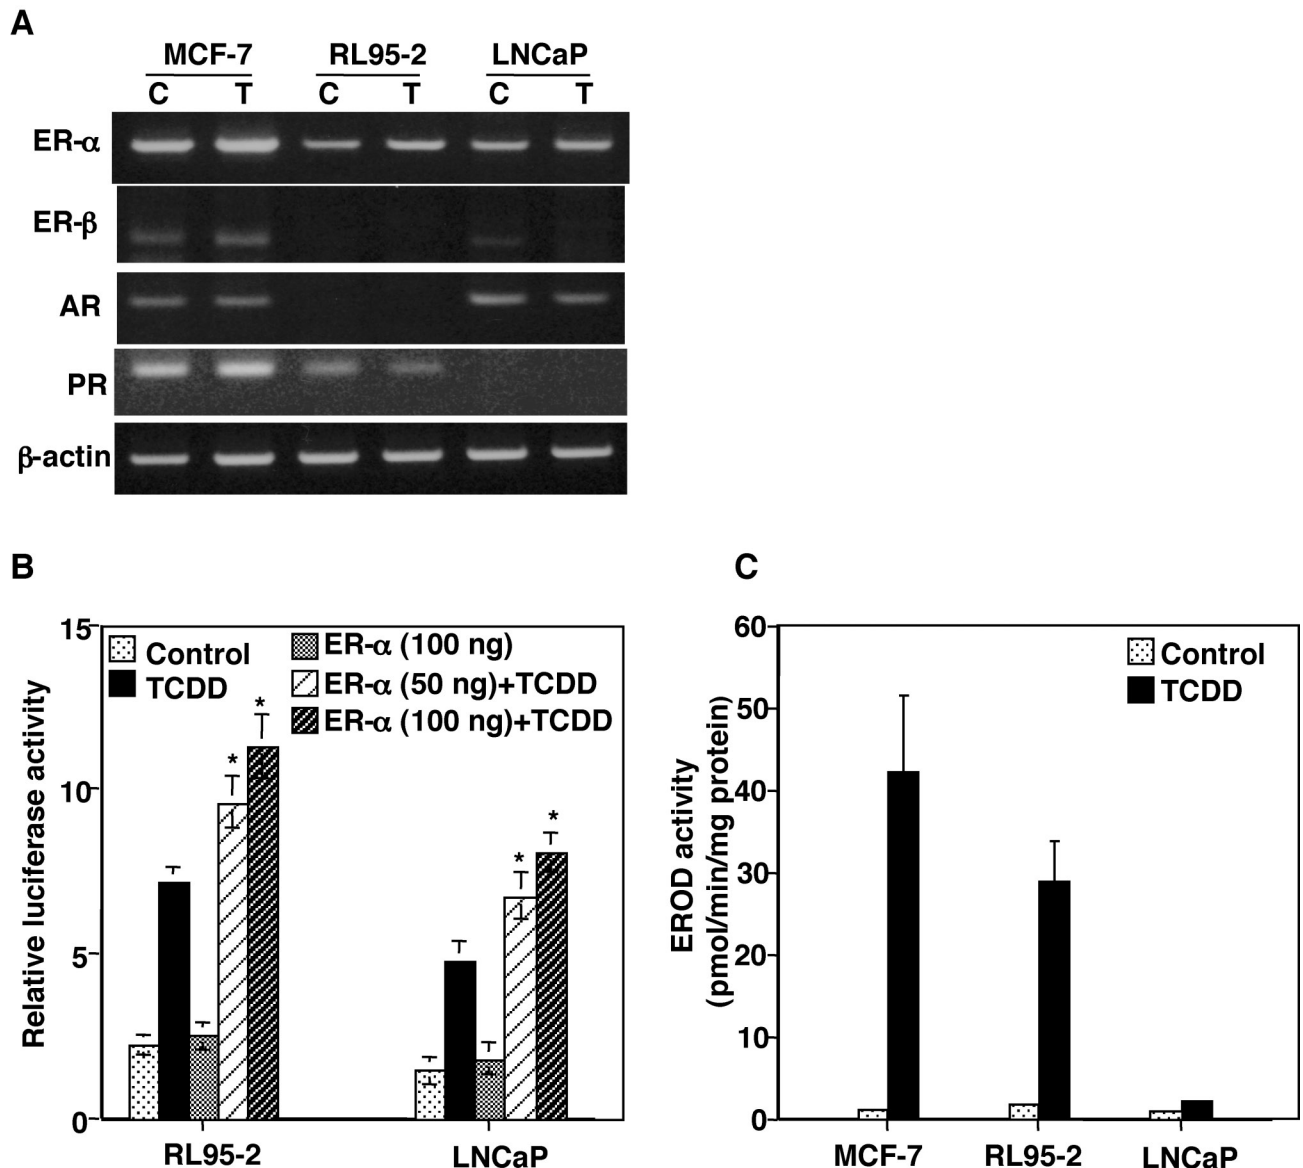 A
MCF-7 RL95-2 LNCaP
C T C T C T
ER-α
ER-β
AR
PR
β-actin
B
Relative luciferase activity
15
10
5
0
Control
TCDD
ER-α (100 ng)
ER-α (50 ng)+TCDD
ER-α (100 ng)+TCDD
* *
* *
RL95-2 LNCaP
C
EROD activity
(pmol/min/mg protein)
60
50
40
30
20
10
0
Control
TCDD
MCF-7 RL95-2 LNCaP